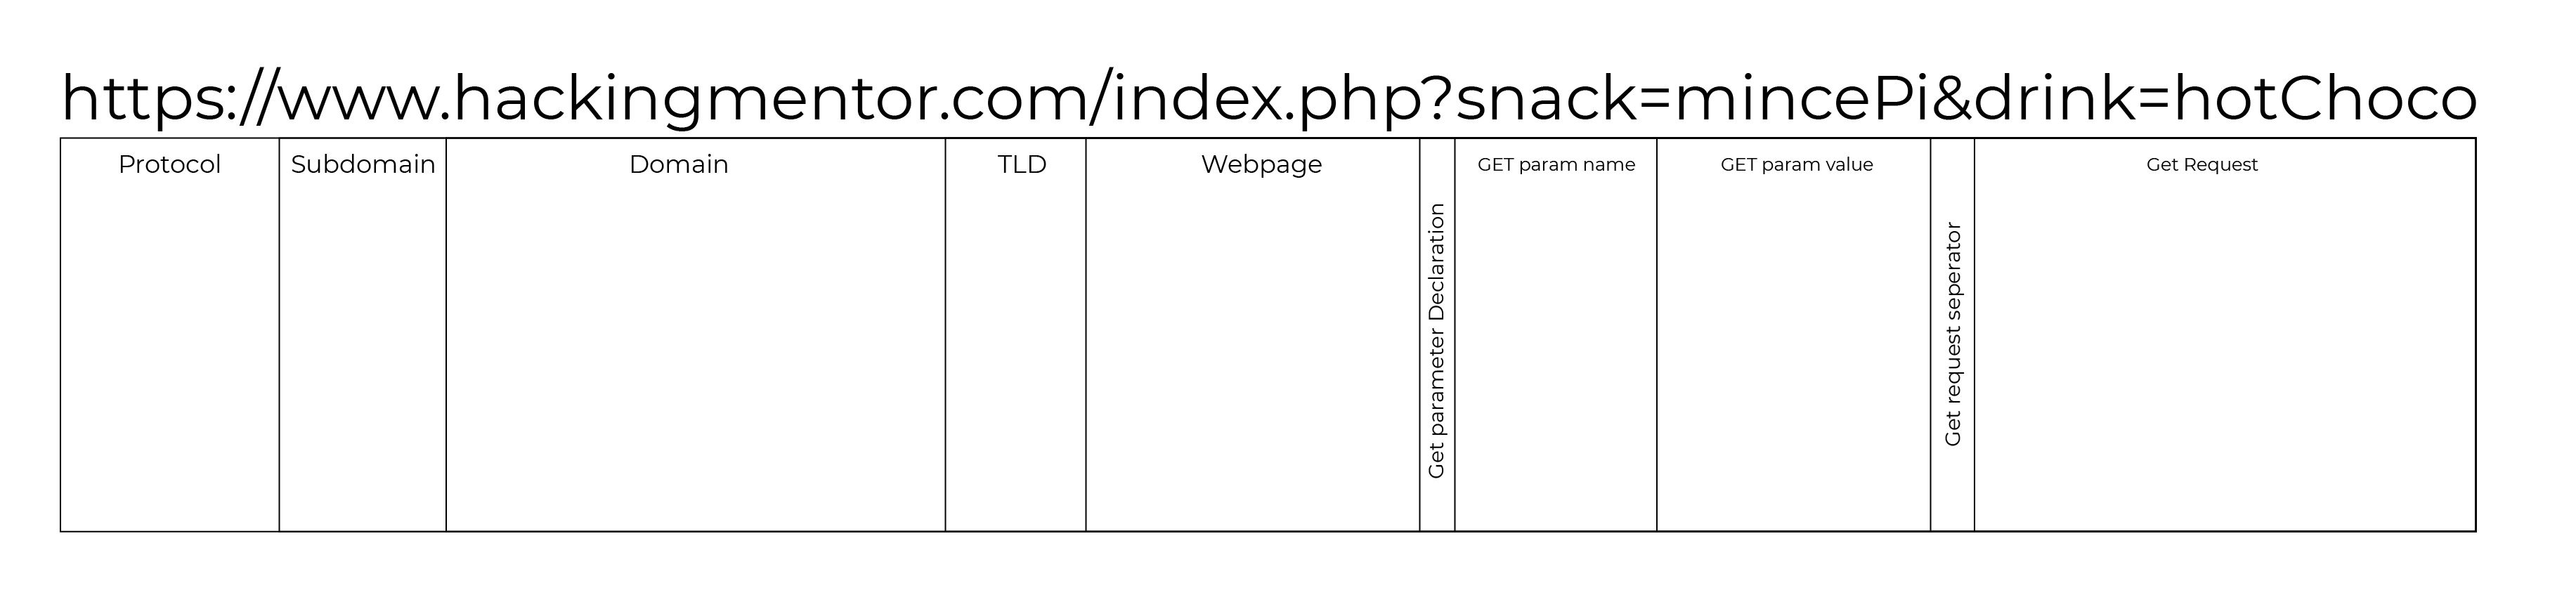 https://www.hackingmentor.com/index.php?snack=mincePi&drink=hotChoco
Protocol
Subdomain
Domain
TLD
Webpage
Get parameter Declaration
GET param name
GET param value
Get request seperator
Get Request